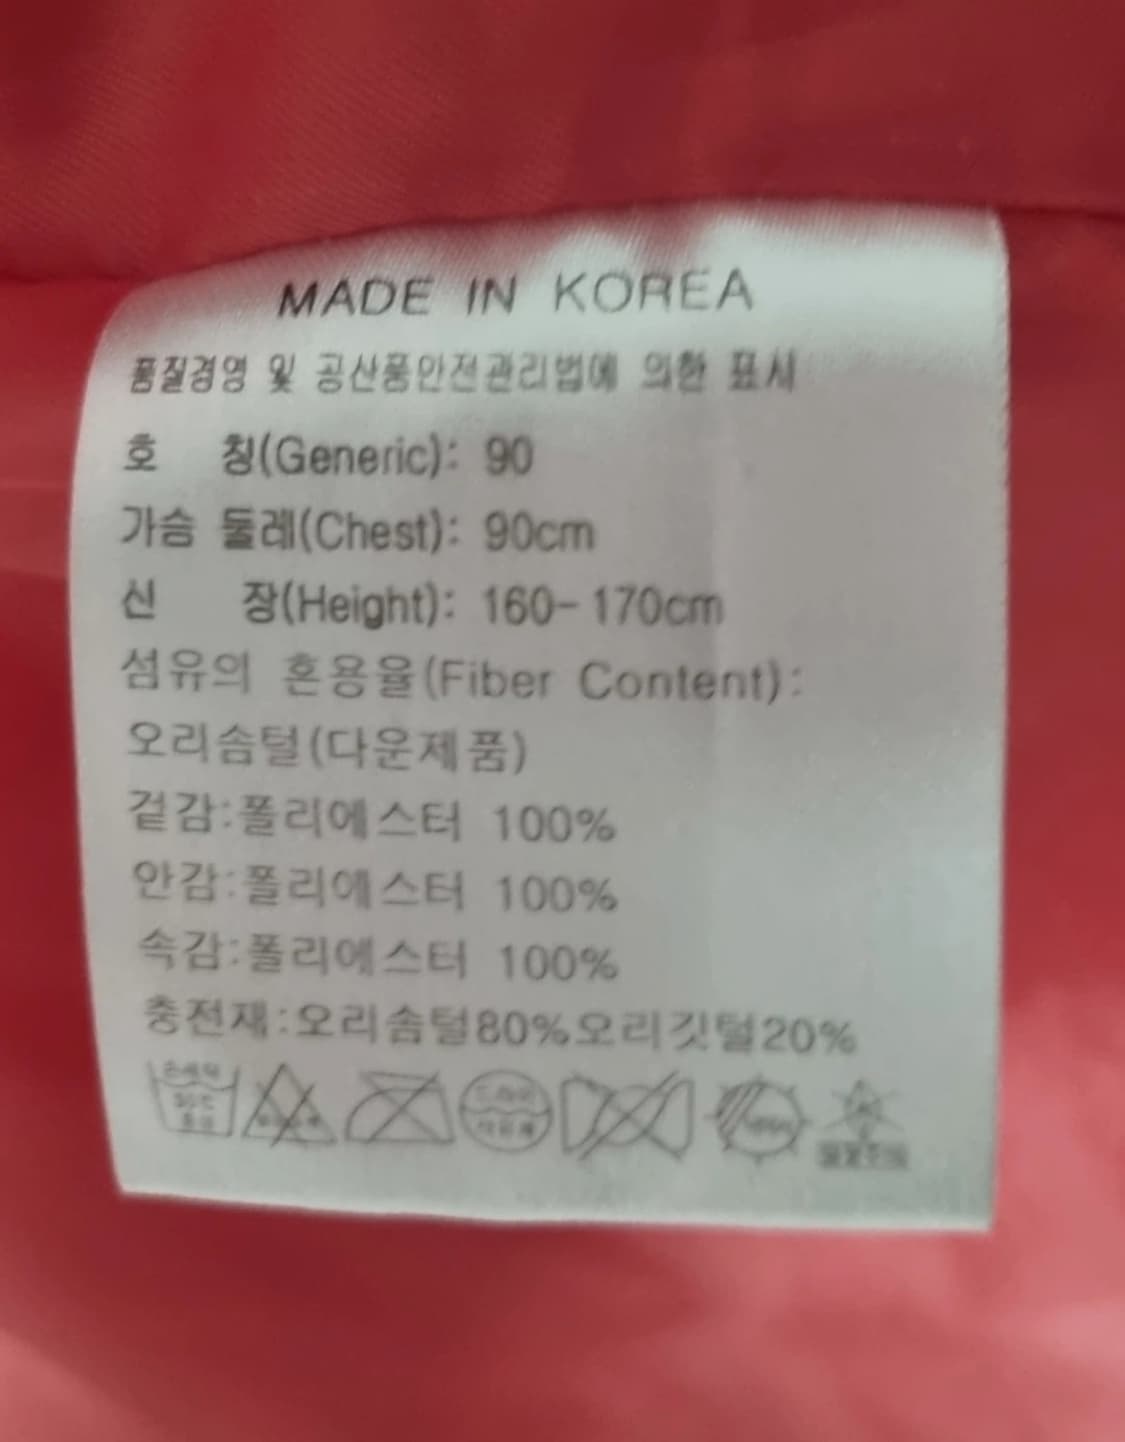 MADE IN KOREA
품질경영 및 공산품안전관리법에 의한 표시
호 칭(Generic): 90
가슴 둘레(Chest): 90cm
신 장(Height): 160-170cm
섬유의 혼용율(Fiber Content):
오리솜털(다운제품)
겉감:폴리에스터 100%
안감:폴리에스터 100%
속감:폴리에스터 100%
충전재:오리솜털80%오리깃털20%